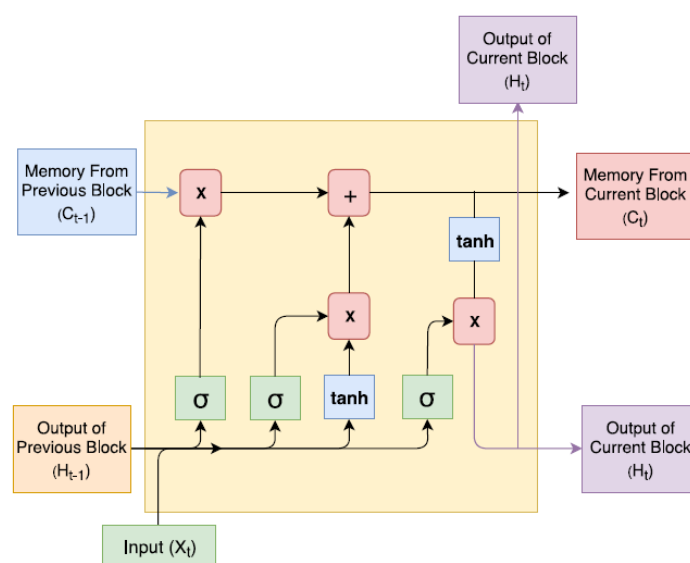 Output of
Current Block
(Hₜ)
Memory From
Previous Block
(Cₜ₋₁)
x
+
Memory From
Current Block
(Cₜ)
tanh
x
x
σ
σ
tanh
σ
Output of
Previous Block
(Hₜ₋₁)
Output of
Current Block
(Hₜ)
Input (Xₜ)